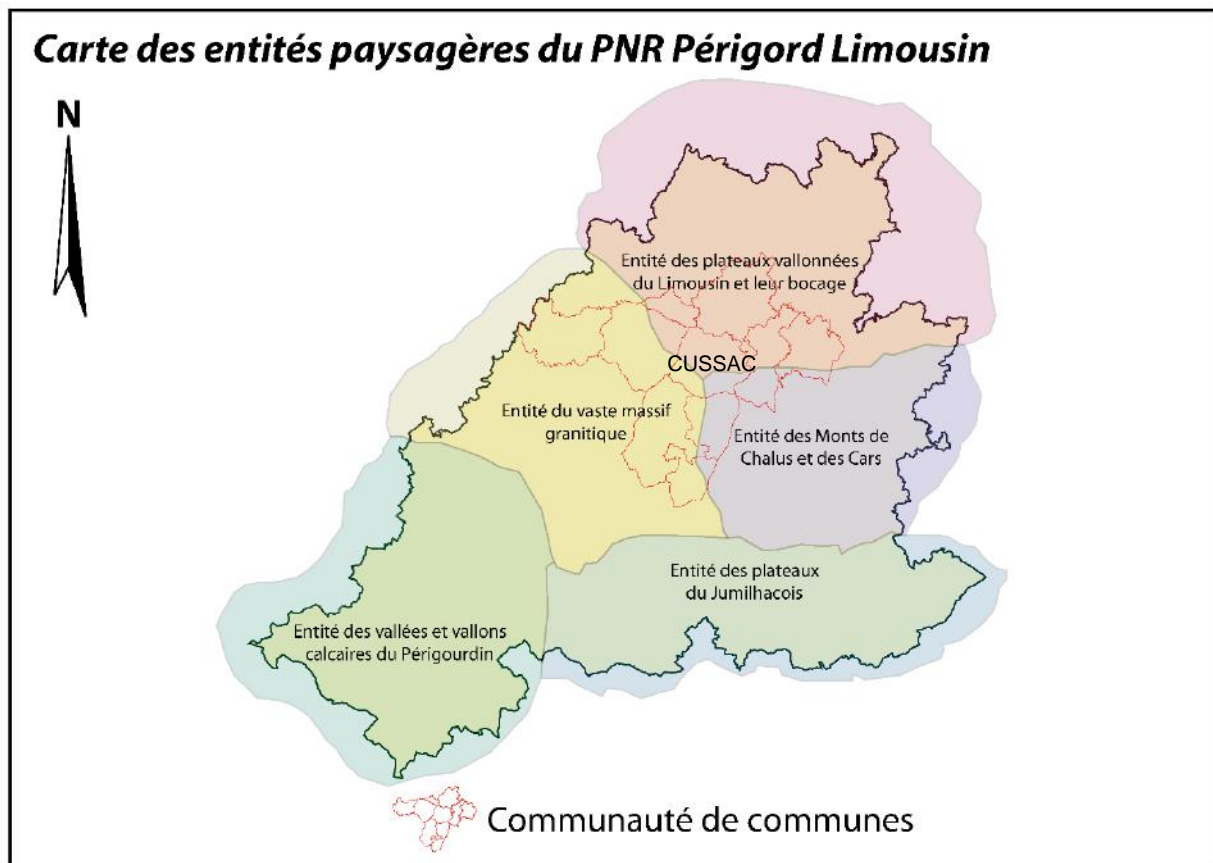 Carte des entités paysagères du PNR Périgord Limousin
N
Entité des plateaux vallonnées
du Limousin et leur bocage
CUSSAC
Entité du vaste massif
granitique
Entité des Monts de
Chalus et des Cars
Entité des plateaux
du Jumilhacois
Entité des vallées et vallons
calcaires du Périgourdin
Communauté de communes